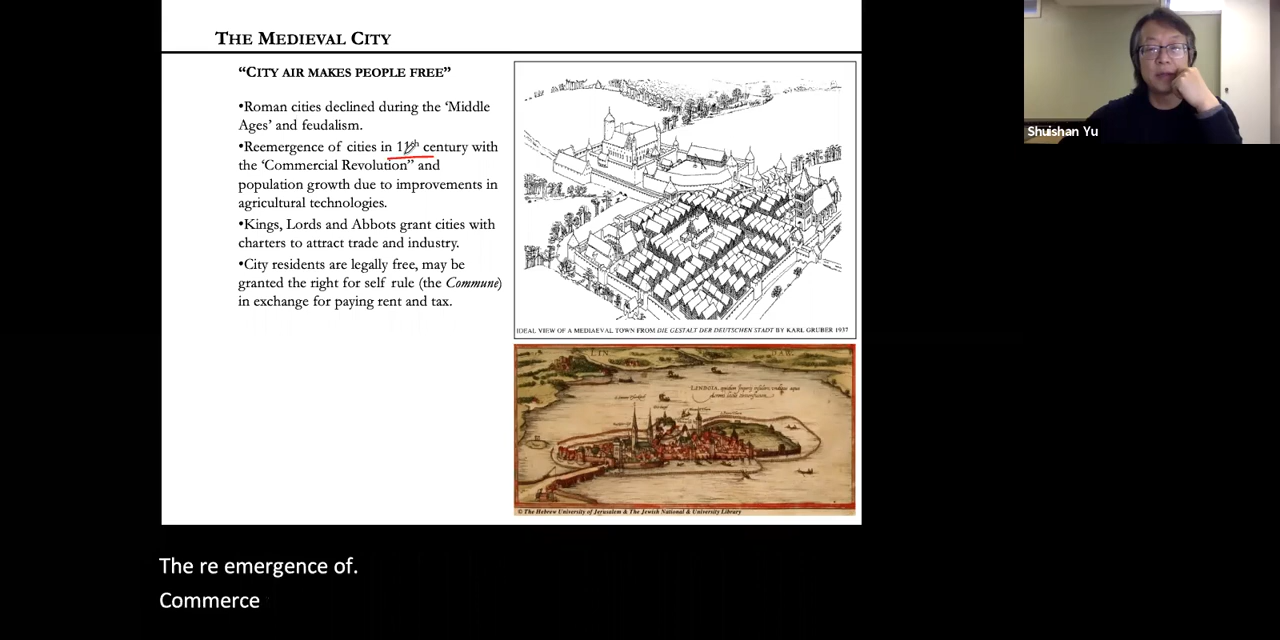 THE MEDIEVAL CITY
“CITY AIR MAKES PEOPLE FREE”
•Roman cities declined during the ‘Middle
Ages’ and feudalism.
•Reemergence of cities in 11th century with
the ‘Commercial Revolution” and
population growth due to improvements in
agricultural technologies.
•Kings, Lords and Abbots grant cities with
charters to attract trade and industry.
•City residents are legally free, may be
granted the right for self rule (the Commune)
in exchange for paying rent and tax.
IDEAL VIEW OF A MEDIAEVAL TOWN FROM DIE GESTALT DER DEUTSCHEN STADT BY KARL GRUBER 1937
LIN DAW.
© The Hebrew University of Jerusalem & The Jewish National & University Library
Shuishan Yu
The re emergence of.
Commerce